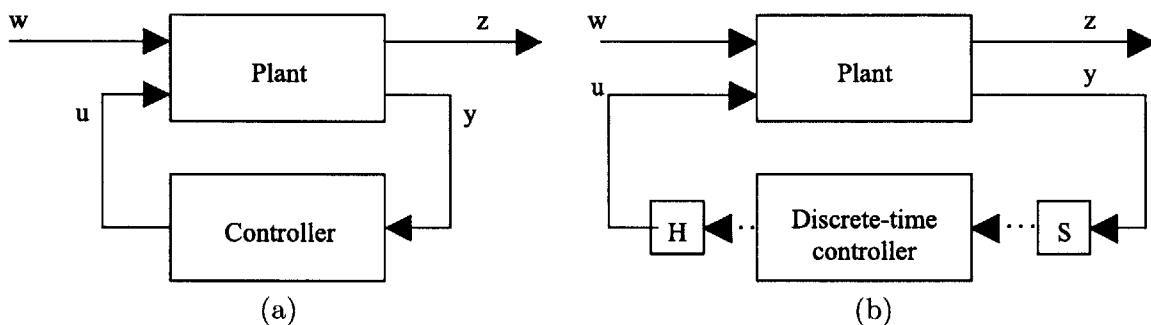 w
z
Plant
u
y
Controller
(a)
w
z
Plant
u
y
H
Discrete-time
controller
S
(b)